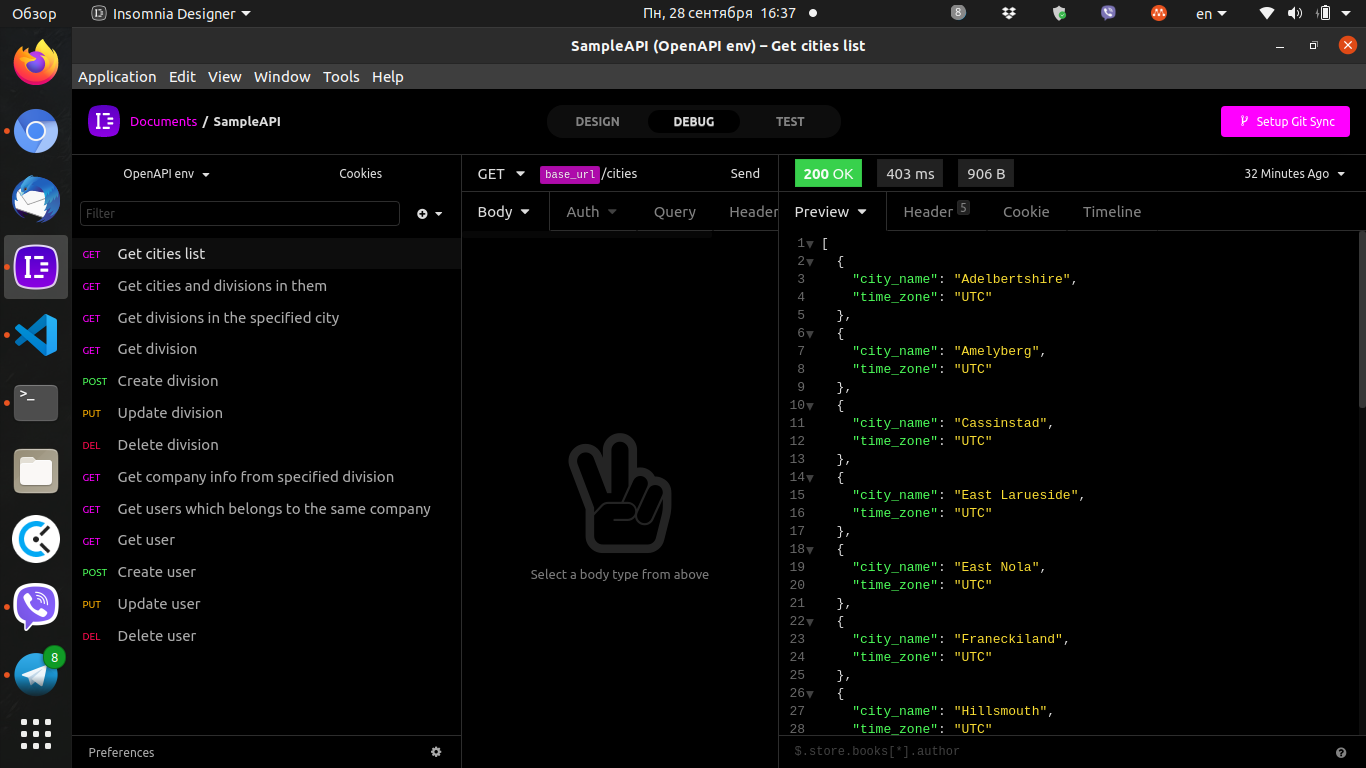 Обзор
Insomnia Designer
Пн, 28 сентября 16:37
8
en
SampleAPI (OpenAPI env) – Get cities list
Application Edit View Window Tools Help
Documents / SampleAPI
DESIGN DEBUG TEST
Setup Git Sync
OpenAPI env
Cookies
Filter
GET Get cities list
GET Get cities and divisions in them
GET Get divisions in the specified city
GET Get division
POST Create division
PUT Update division
DEL Delete division
GET Get company info from specified division
GET Get users which belongs to the same company
GET Get user
POST Create user
PUT Update user
DEL Delete user
Preferences
GET base_url/cities Send
Body Auth Query Header
Select a body type from above
200 OK 403 ms 906 B
32 Minutes Ago
Preview Header 5 Cookie Timeline
1 [
2 {
3 "city_name": "Adelbertshire",
4 "time_zone": "UTC"
5 },
6 {
7 "city_name": "Amelyberg",
8 "time_zone": "UTC"
9 },
10 {
11 "city_name": "Cassinstad",
12 "time_zone": "UTC"
13 },
14 {
15 "city_name": "East Larueside",
16 "time_zone": "UTC"
17 },
18 {
19 "city_name": "East Nola",
20 "time_zone": "UTC"
21 },
22 {
23 "city_name": "Franeckiland",
24 "time_zone": "UTC"
25 },
26 {
27 "city_name": "Hillsmouth",
28 "time_zone": "UTC"
$.store.books[*].author
>_
8